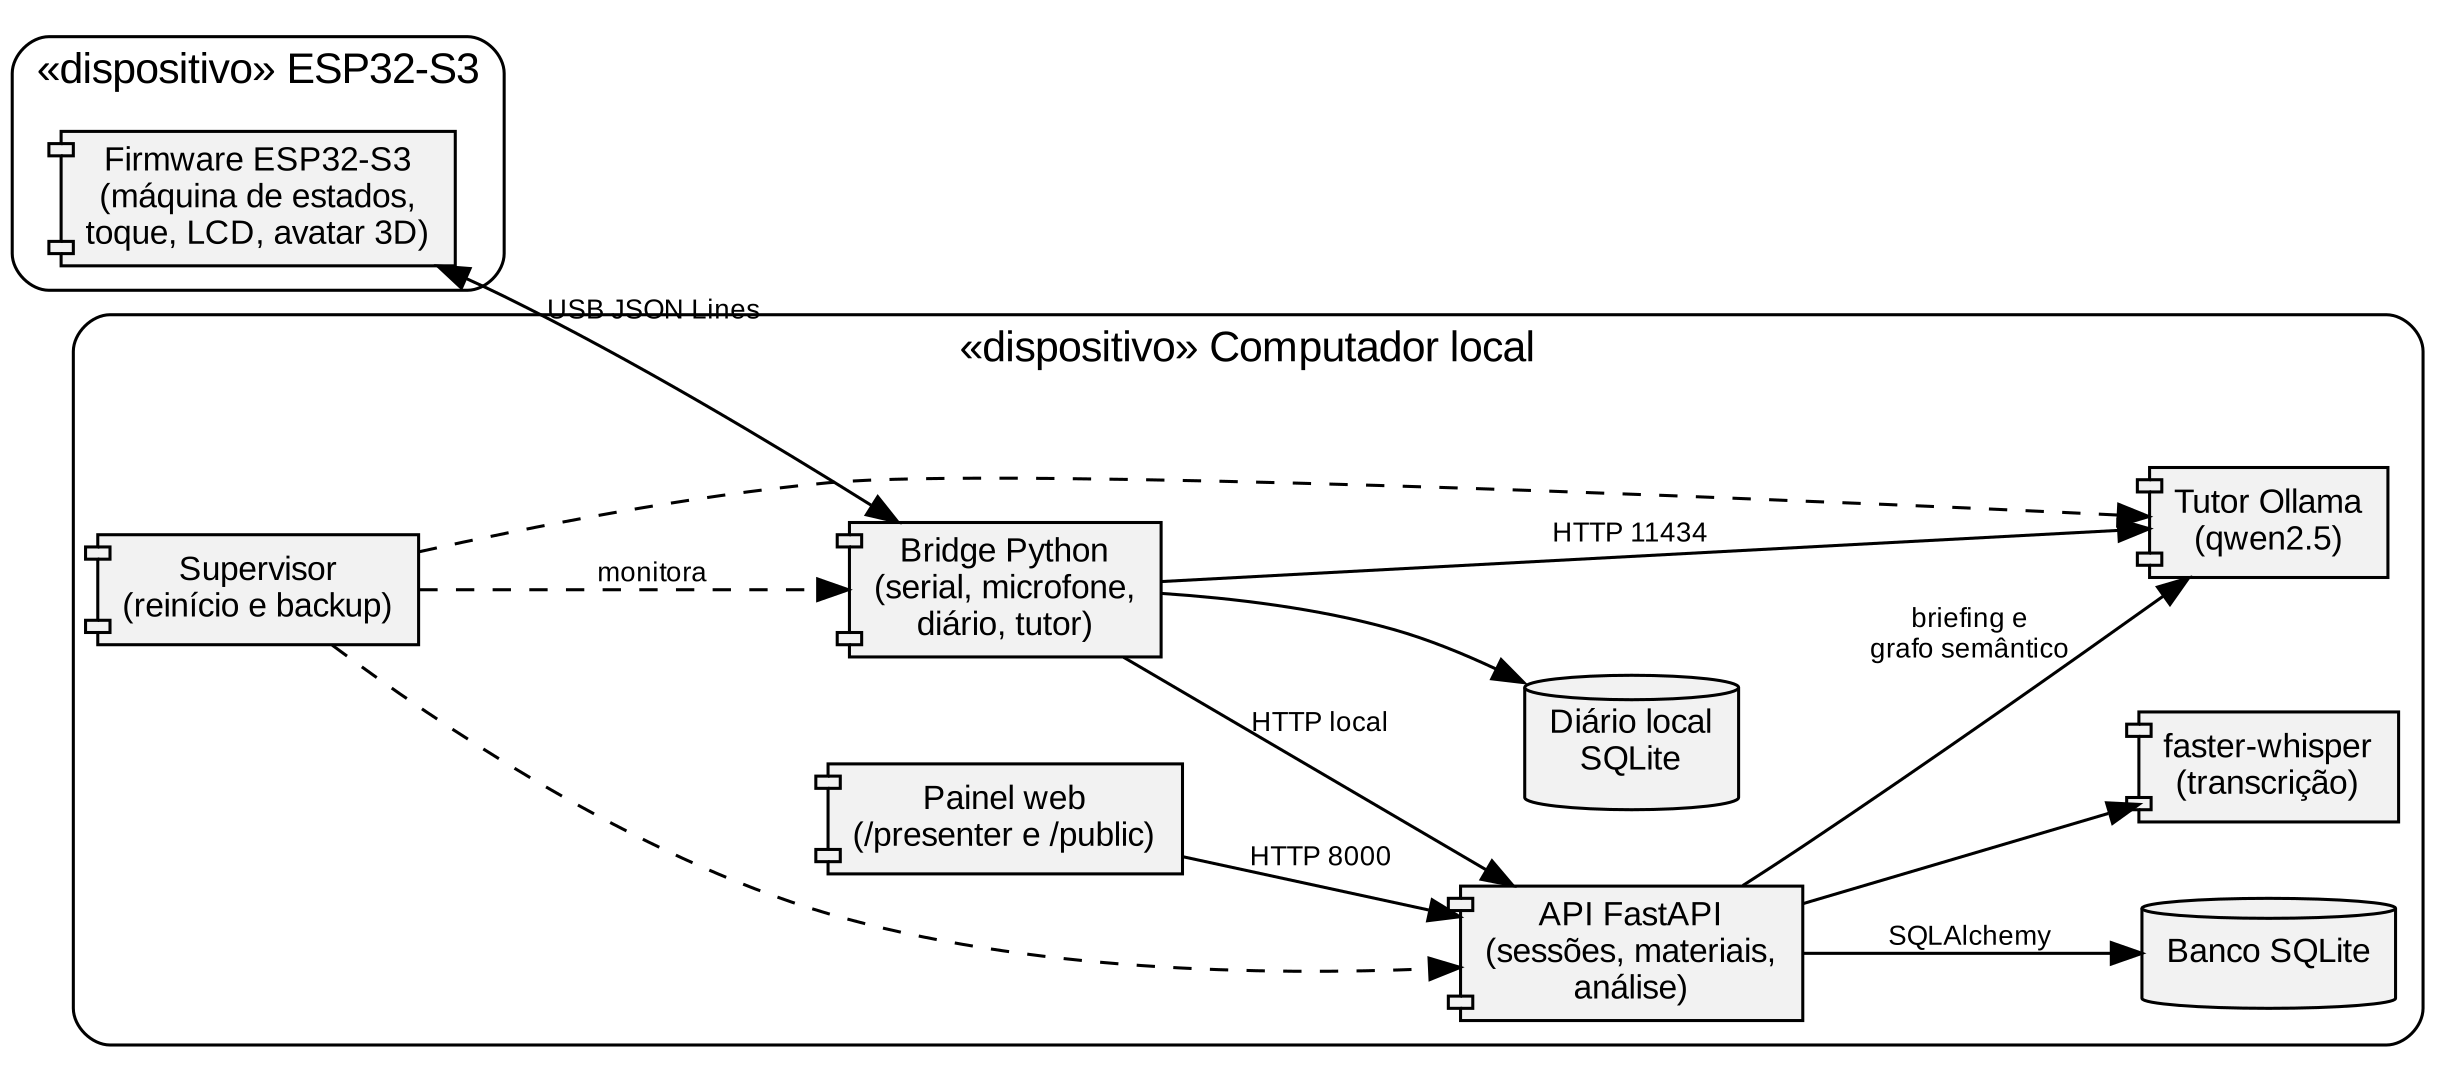 «dispositivo» ESP32-S3
Firmware ESP32-S3
(máquina de estados,
toque, LCD, avatar 3D)
USB JSON Lines
«dispositivo» Computador local
Supervisor
(reinício e backup)
monitora
Bridge Python
(serial, microfone,
diário, tutor)
HTTP 11434
Tutor Ollama
(qwen2.5)
briefing e
grafo semântico
HTTP local
Diário local
SQLite
faster-whisper
(transcrição)
Painel web
(/presenter e /public)
HTTP 8000
API FastAPI
(sessões, materiais,
análise)
SQLAlchemy
Banco SQLite